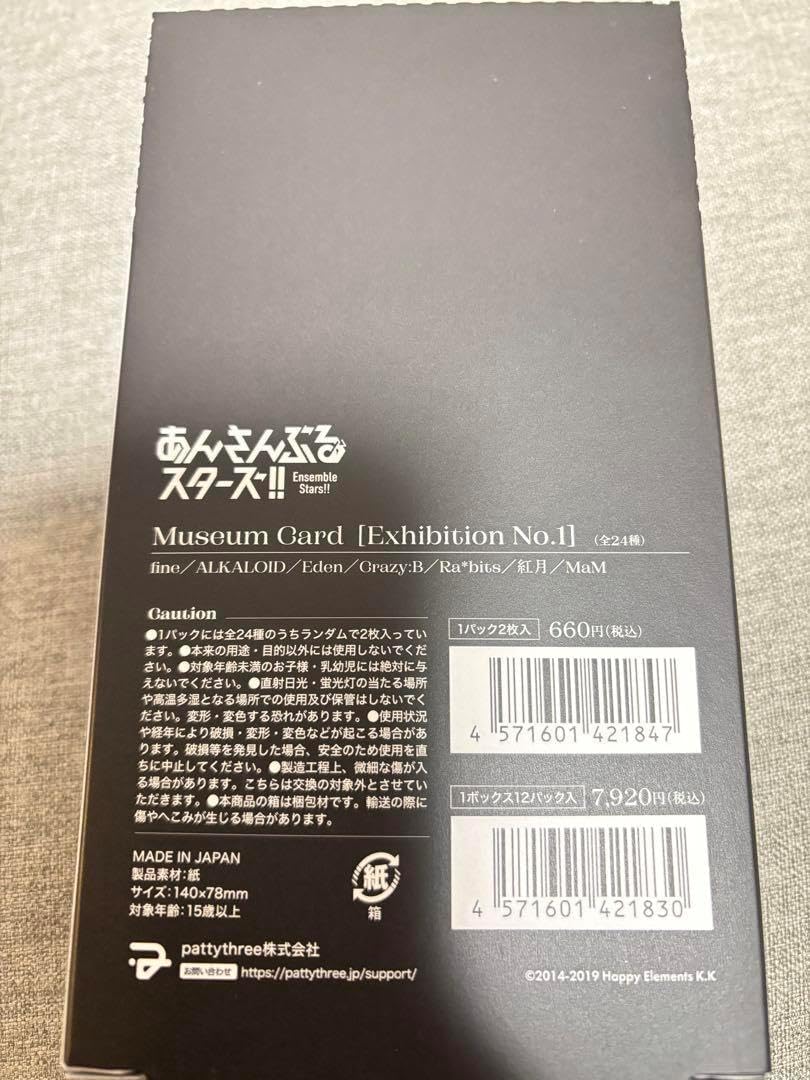 あんさんぶる
スターズ!!
Ensemble
Stars!!
Museum Card [Exhibition No.1] (全24種)
fine/ALKALOID/Eden/Crazy:B/Ra*bits/紅月/MaM
Caution
●1パックには全24種のうちランダムで2枚入っています
ます。●本来の用途・目的以外には使用しないでくだ
さい。●対象年齢未満のお子様・乳幼児には絶対に与
えないでください。●直射日光・蛍光灯の当たる場所
や高温多湿となる場所での使用及び保管はしないでく
ださい。変形・変色する恐れがあります。●使用状況
や経年により破損・変形・変色などが起こる場合があ
ります。破損等を発見した場合、安全のため使用を直
ちに中止してください。●製造工程上、微細な傷が入
る場合があります。こちらは交換の対象外とさせてい
ただきます。●本商品の箱は梱包材です。輸送の際に
傷やへこみが生じる場合があります。
1パック2枚入 660円(税込)
4 571601 421847
1ボックス12パック入 7,920円(税込)
4 571601 421830
MADE IN JAPAN
製品素材:紙
サイズ:140×78mm
対象年齢:15歳以上
紙
箱
pattythree株式会社
お問い合わせ https://pattythree.jp/support/
©2014-2019 Happy Elements K.K